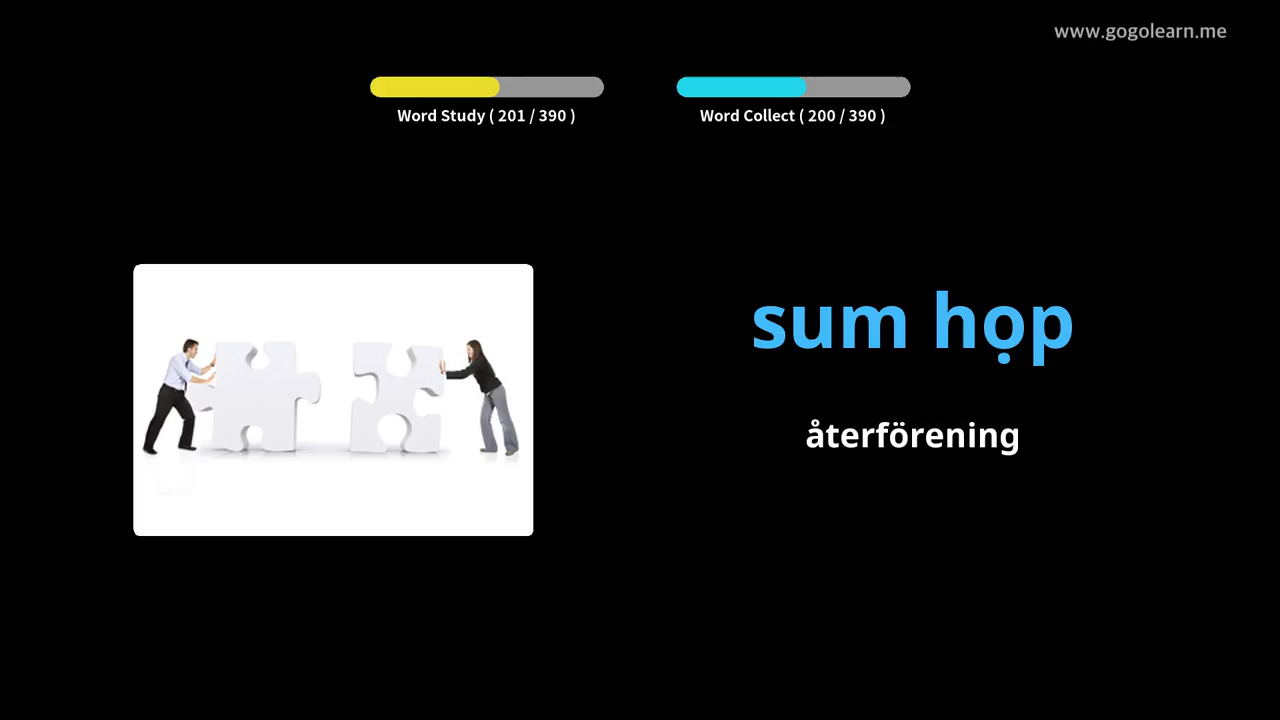 www.gogolearn.me
Word Study ( 201 / 390 )
Word Collect ( 200 / 390 )
sum họp
återförening